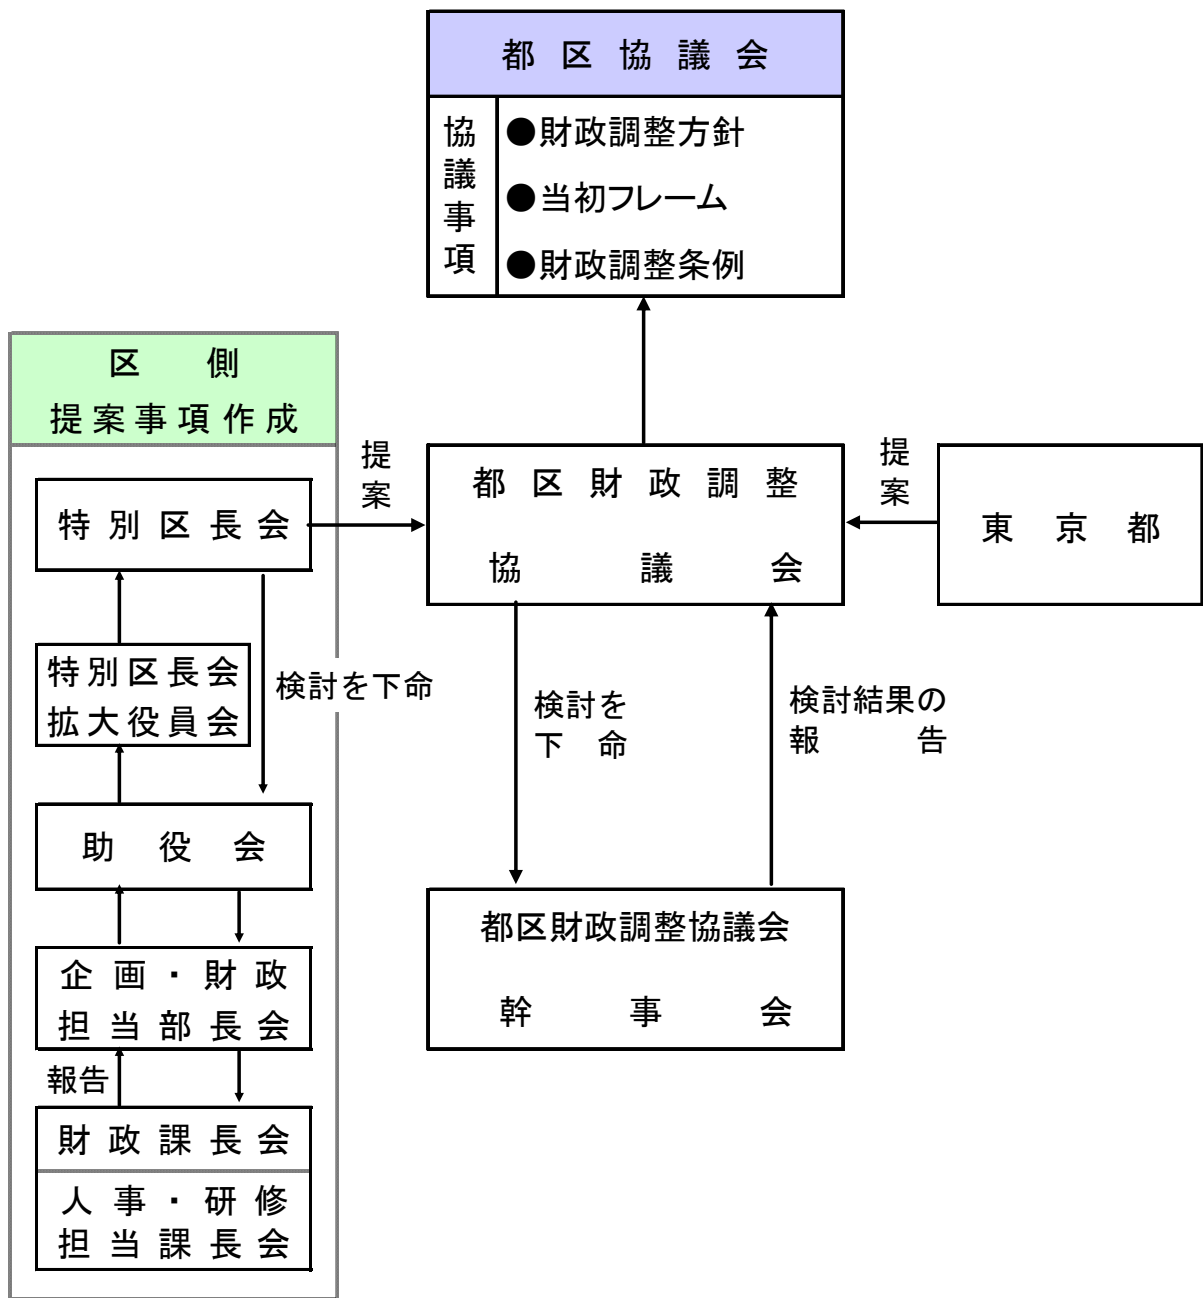 都区協議会
協議事項
●財政調整方針
●当初フレーム
●財政調整条例
区側
提案事項作成
特別区長会
特別区長会
拡大役員会
検討を下命
助役会
企画・財政
担当部長会
報告
財政課長会
人事・研修
担当課長会
提案
都区財政調整
協議会
提案
東京都
検討を
下命
検討結果の
報告
都区財政調整協議会
幹事会